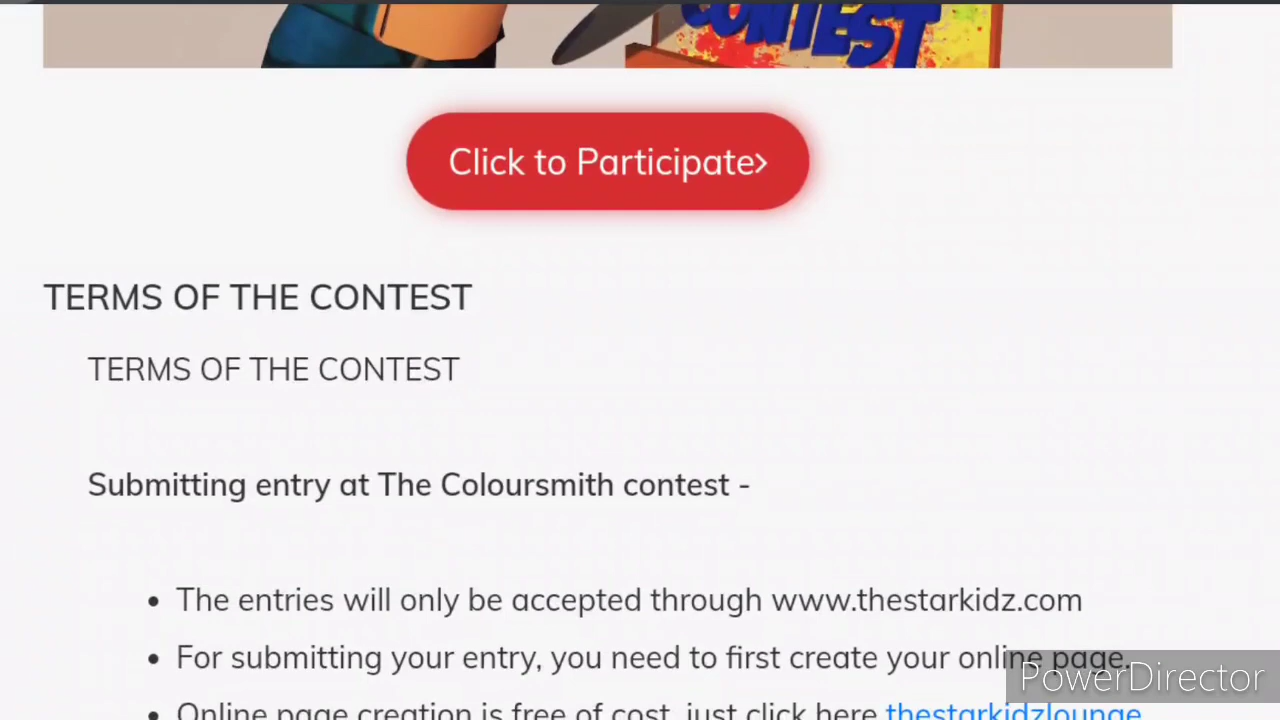 CONTEST
Click to Participate>
TERMS OF THE CONTEST
TERMS OF THE CONTEST
Submitting entry at The Coloursmith contest -
• The entries will only be accepted through www.thestarkidz.com
• For submitting your entry, you need to first create your online page.
• Online page creation is free of cost, just click here thestarkidzlounge
PowerDirector